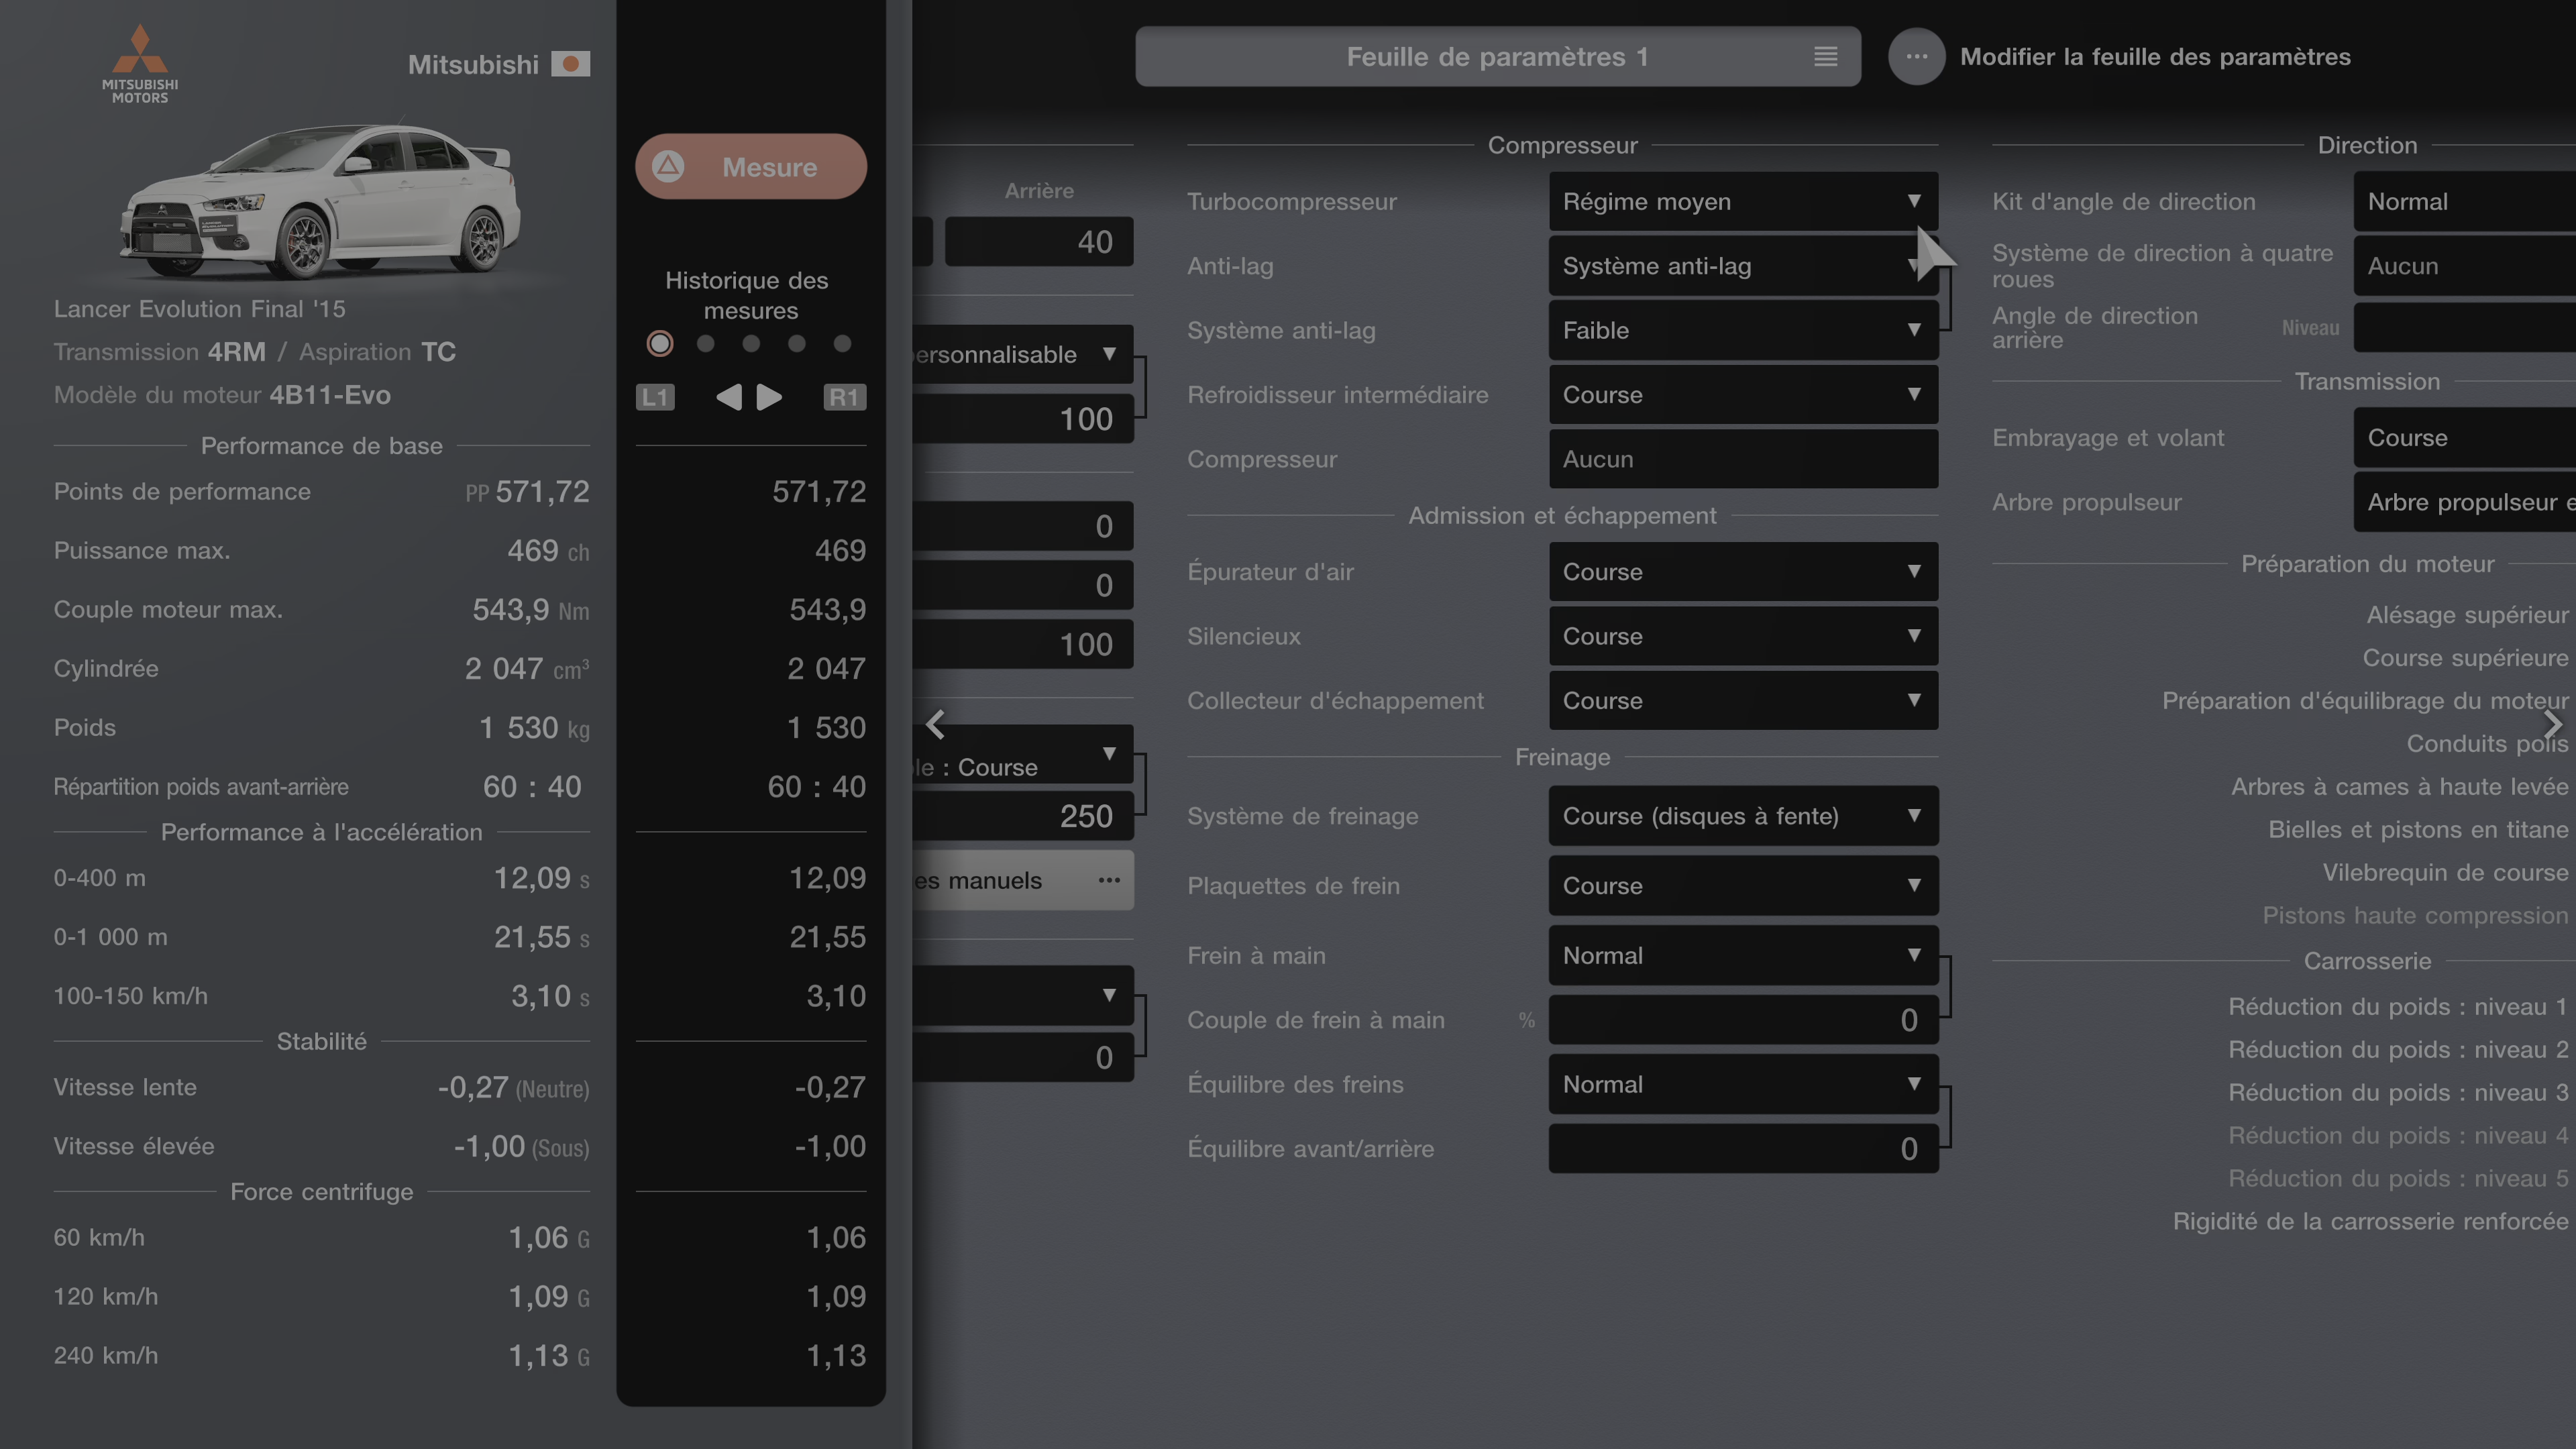 MITSUBISHI
MOTORS
Mitsubishi
Lancer Evolution Final '15
Transmission 4RM / Aspiration TC
Modèle du moteur 4B11-Evo
Performance de base
Points de performance PP 571,72
Puissance max. 469 ch
Couple moteur max. 543,9 Nm
Cylindrée 2 047 cm³
Poids 1 530 kg
Répartition poids avant-arrière 60 : 40
Performance à l'accélération
0-400 m 12,09 s
0-1 000 m 21,55 s
100-150 km/h 3,10 s
Stabilité
Vitesse lente -0,27 (Neutre)
Vitesse élevée -1,00 (Sous)
Force centrifuge
60 km/h 1,06 G
120 km/h 1,09 G
240 km/h 1,13 G
Mesure
Historique des
mesures
L1 R1
571,72
469
543,9
2 047
1 530
60 : 40
12,09
21,55
3,10
-0,27
-1,00
1,06
1,09
1,13
Feuille de paramètres 1
Modifier la feuille des paramètres
Arrière
40
ersonnalisable
100
0
0
100
le : Course
250
es manuels
0
Compresseur
Turbocompresseur Régime moyen
Anti-lag Système anti-lag
Système anti-lag Faible
Refroidisseur intermédiaire Course
Compresseur Aucun
Admission et échappement
Épurateur d'air Course
Silencieux Course
Collecteur d'échappement Course
Freinage
Système de freinage Course (disques à fente)
Plaquettes de frein Course
Frein à main Normal
Couple de frein à main % 0
Équilibre des freins Normal
Équilibre avant/arrière 0
Direction
Kit d'angle de direction Normal
Système de direction à quatre
roues Aucun
Angle de direction
arrière Niveau
Transmission
Embrayage et volant Course
Arbre propulseur Arbre propulseur e
Préparation du moteur
Alésage supérieur
Course supérieure
Préparation d'équilibrage du moteur
Conduits polis
Arbres à cames à haute levée
Bielles et pistons en titane
Vilebrequin de course
Pistons haute compression
Carrosserie
Réduction du poids : niveau 1
Réduction du poids : niveau 2
Réduction du poids : niveau 3
Réduction du poids : niveau 4
Réduction du poids : niveau 5
Rigidité de la carrosserie renforcée